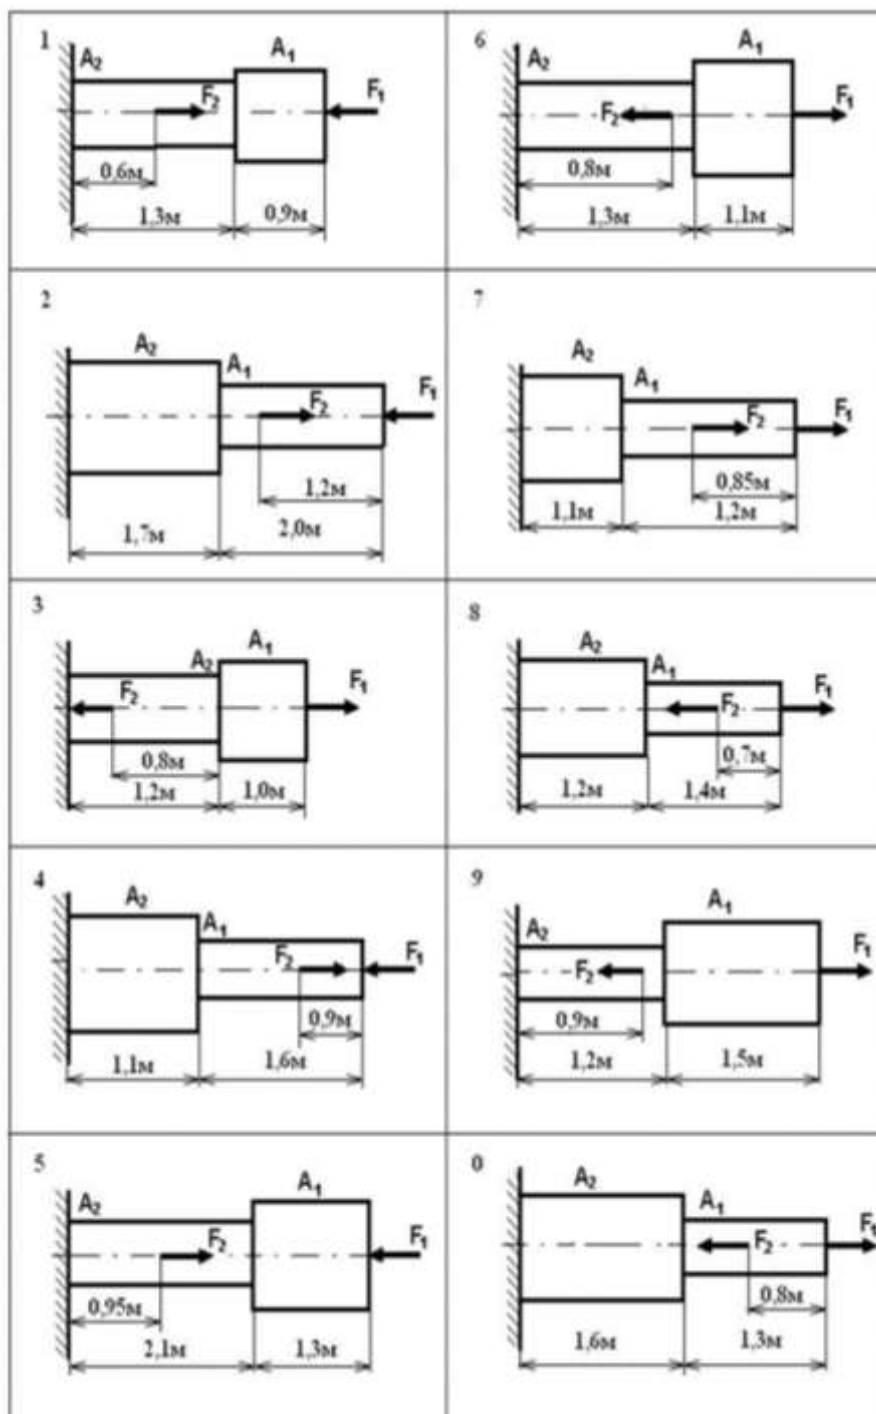 1
A₂
A₁
F₂
F₁
0,6м
1,3м
0,9м
6
A₂
A₁
F₂
F₁
0,8м
1,3м
1,1м
2
A₂
A₁
F₂
F₁
1,2м
1,7м
2,0м
7
A₂
A₁
F₂
F₁
0,85м
1,1м
1,2м
3
A₂
A₁
F₂
F₁
0,8м
1,2м
1,0м
8
A₂
A₁
F₂
F₁
0,7м
1,2м
1,4м
4
A₂
A₁
F₂
F₁
0,9м
1,1м
1,6м
9
A₂
A₁
F₂
F₁
0,9м
1,2м
1,5м
5
A₂
A₁
F₂
F₁
0,95м
2,1м
1,3м
0
A₂
A₁
F₂
F₁
0,8м
1,6м
1,3м